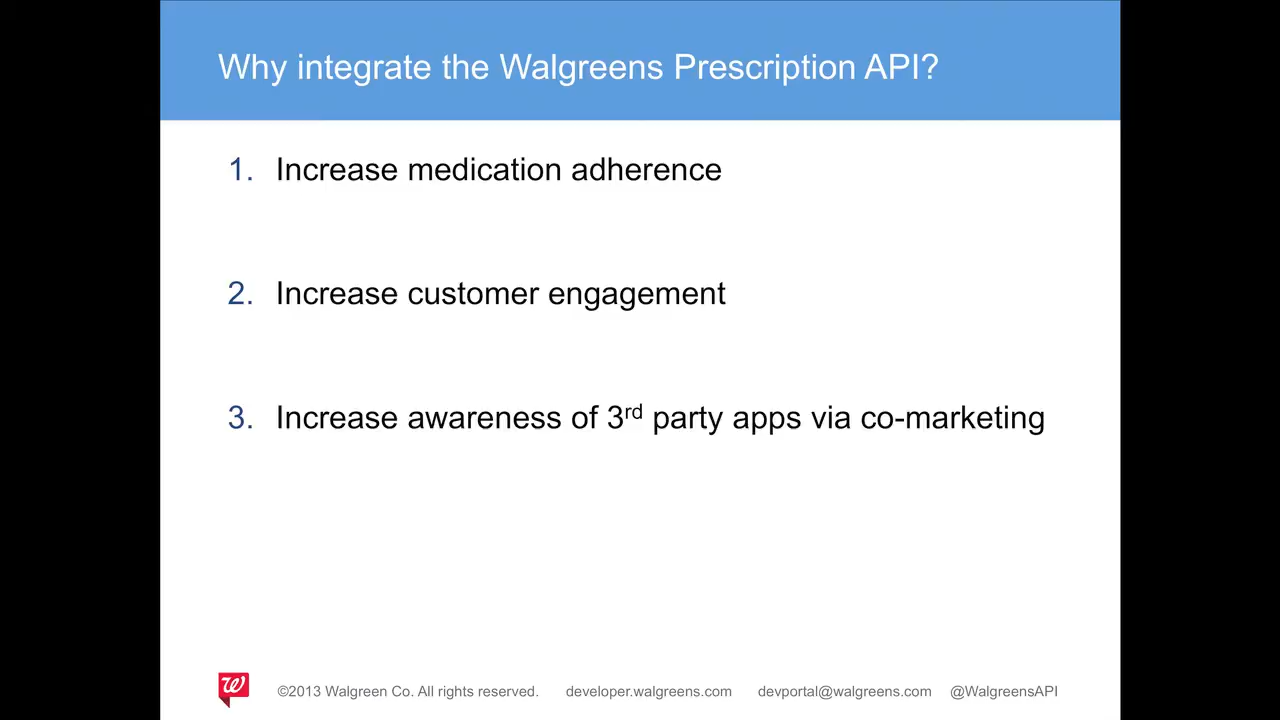 Why integrate the Walgreens Prescription API?
1. Increase medication adherence
2. Increase customer engagement
3. Increase awareness of 3rd party apps via co-marketing
W ©2013 Walgreen Co. All rights reserved. developer.walgreens.com devportal@walgreens.com @WalgreensAPI